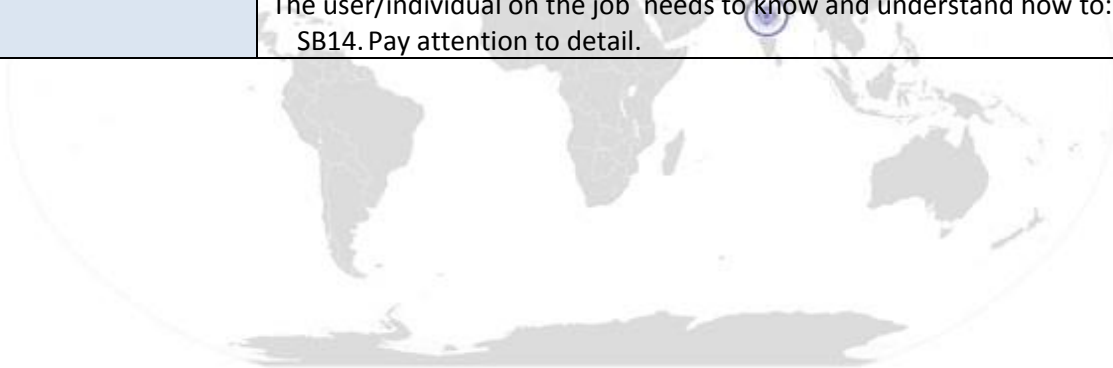 The user/individual on the job needs to know and understand how to:
SB14. Pay attention to detail.